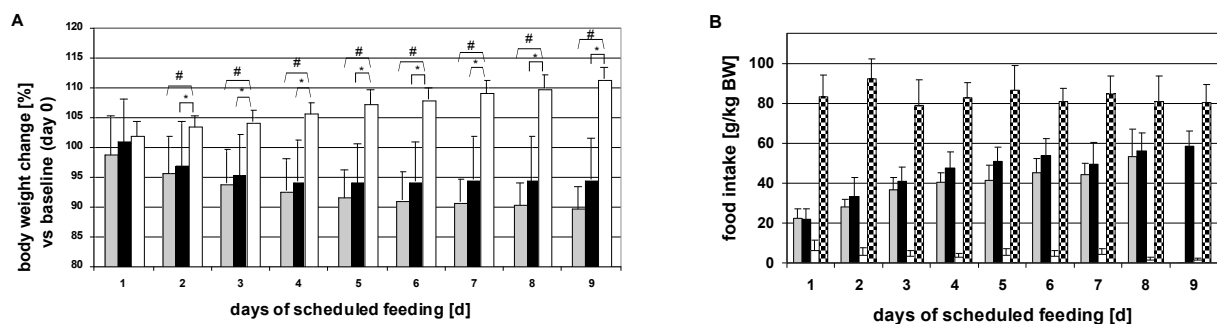 A
body weight change [%]
vs baseline (day 0)
120
115
110
105
100
95
90
85
80
# # # # # # # #
* * * * * * * *
1 2 3 4 5 6 7 8 9
days of scheduled feeding [d]
B
food intake [g/kg BW]
100
80
60
40
20
0
1 2 3 4 5 6 7 8 9
days of scheduled feeding [d]